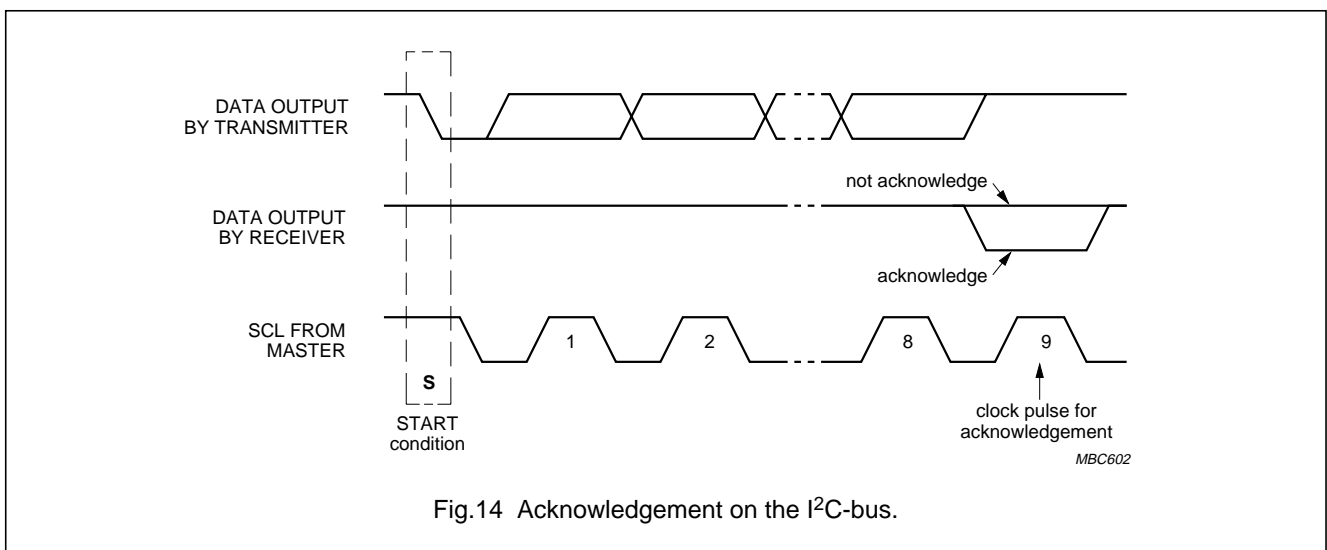 DATA OUTPUT
BY TRANSMITTER
not acknowledge
DATA OUTPUT
BY RECEIVER
acknowledge
SCL FROM
MASTER
1
2
8
9
S
START
condition
clock pulse for
acknowledgement
MBC602
Fig.14 Acknowledgement on the I²C-bus.